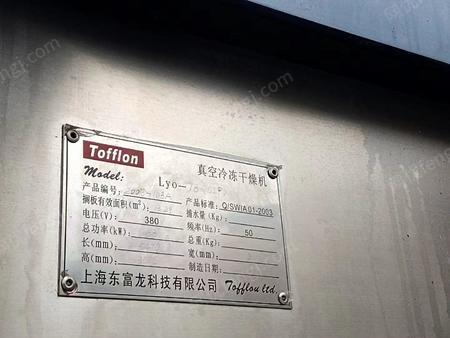 Tofflon
真空冷冻干燥机
Model: Lyo-
产品编号: 产品标准: Q/SWIA01-2003
搁板有效面积(m²): 捕水量(Kg):
电压(V): 380 频率(Hz): 50
总功率(kW): 总重(Kg):
长(mm): 宽(mm):
高(mm): 制造日期:
上海东富龙科技有限公司 Tofflou ltd.